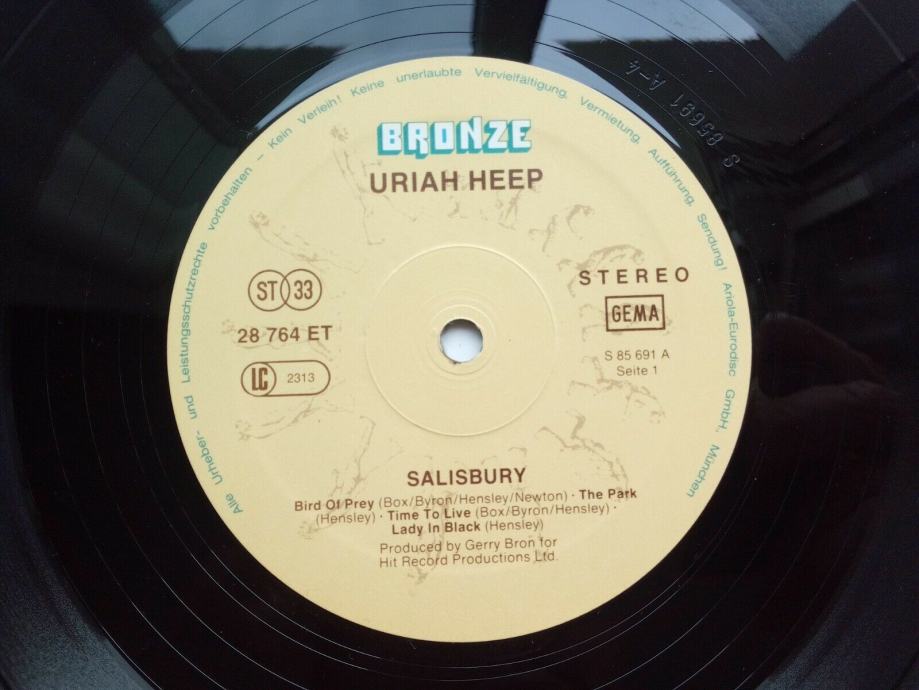 BRONZE
URIAH HEEP
ST 33
28 764 ET
LC 2313
STEREO
GEMA
S 85 691 A
Seite 1
SALISBURY
Bird Of Prey (Box/Byron/Hensley/Newton) · The Park
(Hensley) · Time To Live (Box/Byron/Hensley) ·
Lady In Black (Hensley)
Produced by Gerry Bron for
Hit Record Productions Ltd.
Alle Urheber- und Leistungsschutzrechte vorbehalten – Kein Verleih! Keine unerlaubte Vervielfältigung, Vermietung, Aufführung, Sendung! Ariola-Eurodisc GmbH, München
S 85691 A-4